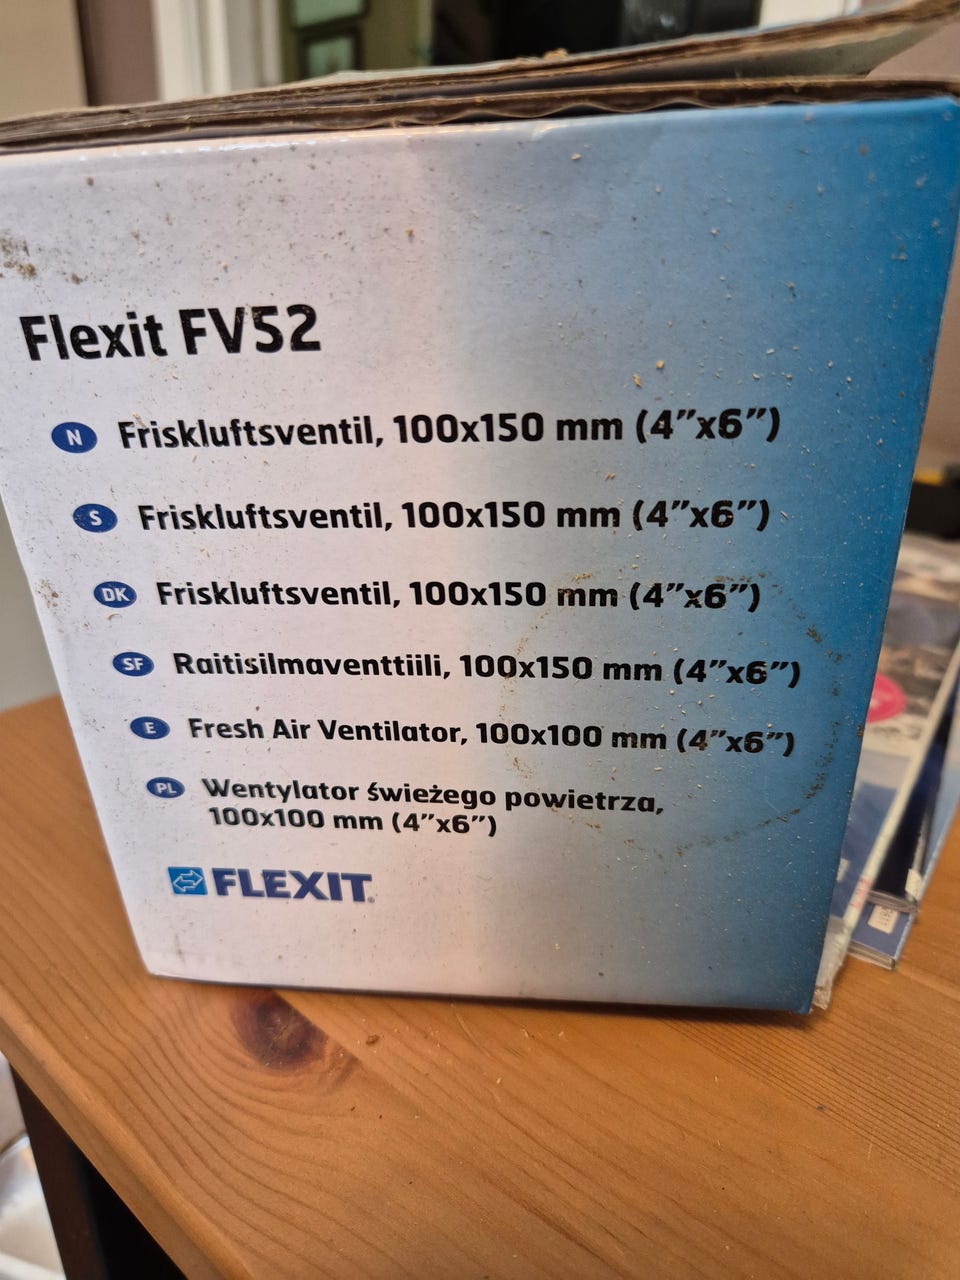 Flexit FV52
N Friskluftsventil, 100x150 mm (4”x6”)
S Friskluftsventil, 100x150 mm (4”x6”)
DK Friskluftsventil, 100x150 mm (4”x6”)
SF Raitisilmaventtiili, 100x150 mm (4”x6”)
E Fresh Air Ventilator, 100x100 mm (4”x6”)
PL Wentylator świeżego powietrza,
100x100 mm (4”x6”)
FLEXIT®